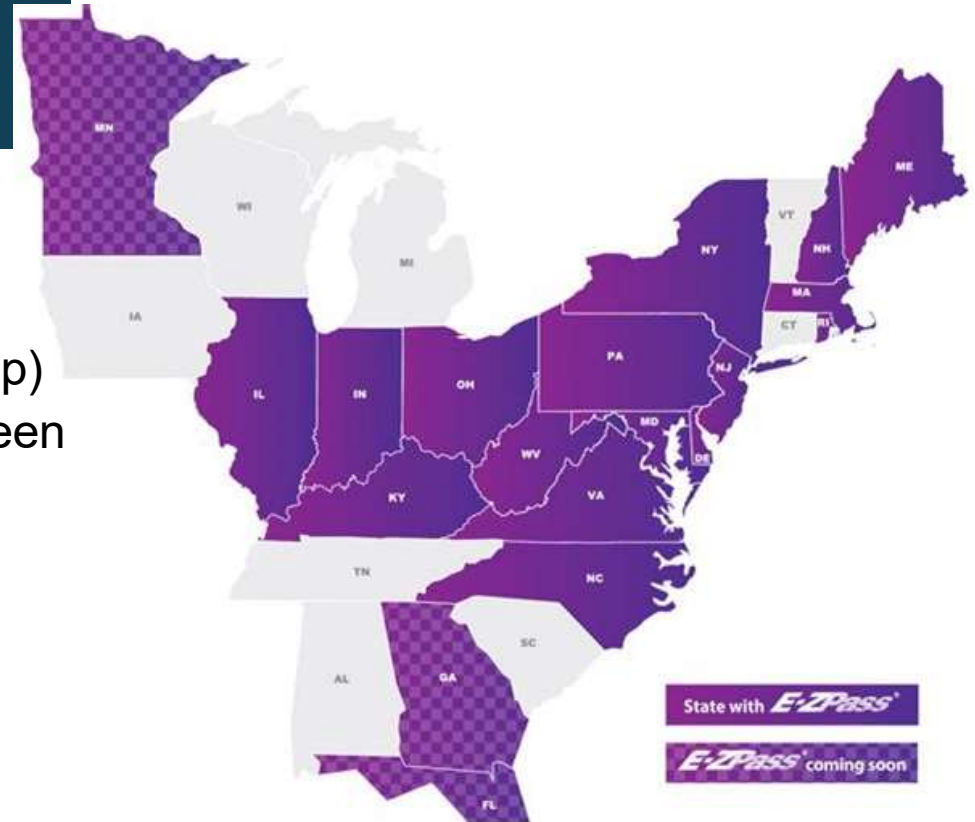 MN
ME
WI
VT
NY
NH
MI
MA
IA
CT
RI
PA
NJ
OH
IL
IN
MD
WV
DE
KY
VA
TN
NC
SC
AL
GA
FL
p)
een
State with E-ZPass®
E-ZPass® coming soon